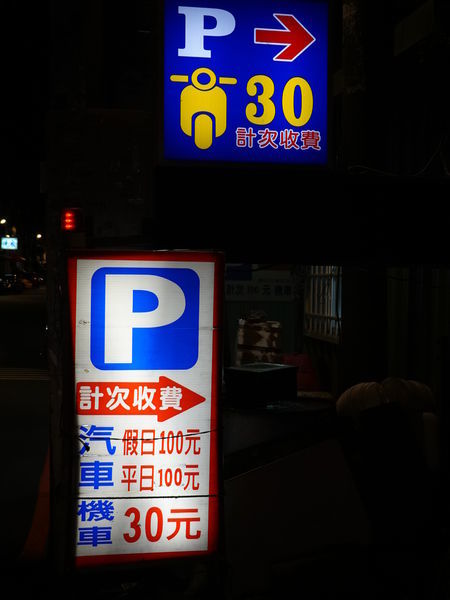 P
30
計次收費
P
計次收費
汽車 假日100元
平日100元
機車 30元